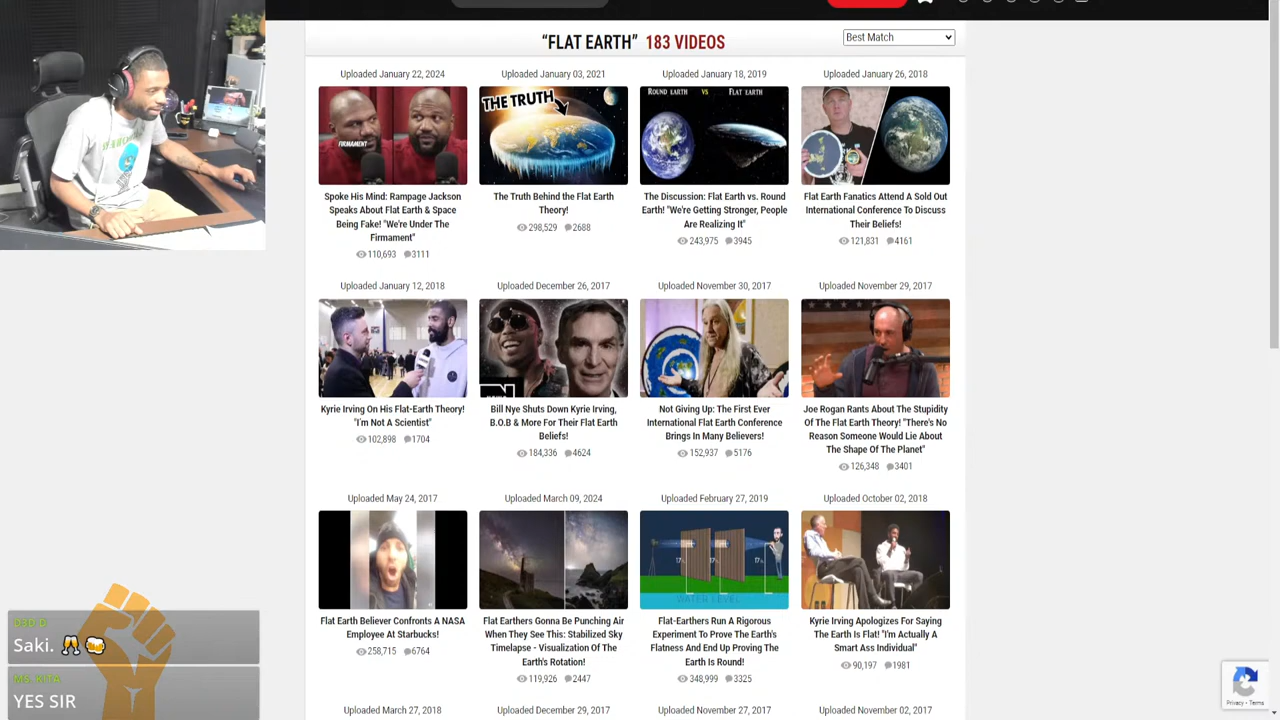 "FLAT EARTH" 183 VIDEOS
Best Match
Uploaded January 22, 2024
Uploaded January 03, 2021
Uploaded January 18, 2019
Uploaded January 26, 2018
FIRMAMENT
THE TRUTH
ROUND EARTH VS FLAT EARTH
Spoke His Mind: Rampage Jackson
Speaks About Flat Earth & Space
Being Fake! "We're Under The
Firmament"
110,693 3111
The Truth Behind the Flat Earth
Theory!
298,529 2688
The Discussion: Flat Earth vs. Round
Earth! "We're Getting Stronger, People
Are Realizing It"
243,975 3945
Flat Earth Fanatics Attend A Sold Out
International Conference To Discuss
Their Beliefs!
121,831 4161
Uploaded January 12, 2018
Uploaded December 26, 2017
Uploaded November 30, 2017
Uploaded November 29, 2017
Kyrie Irving On His Flat-Earth Theory!
"I'm Not A Scientist"
102,898 1704
Bill Nye Shuts Down Kyrie Irving,
B.O.B & More For Their Flat Earth
Beliefs!
184,336 4624
Not Giving Up: The First Ever
International Flat Earth Conference
Brings In Many Believers!
152,937 5176
Joe Rogan Rants About The Stupidity
Of The Flat Earth Theory! "There's No
Reason Someone Would Lie About
The Shape Of The Planet"
126,348 3401
Uploaded May 24, 2017
Uploaded March 09, 2024
Uploaded February 27, 2019
Uploaded October 02, 2018
WATER LEVEL
Flat Earth Believer Confronts A NASA
Employee At Starbucks!
258,715 6764
Flat Earthers Gonna Be Punching Air
When They See This: Stabilized Sky
Timelapse - Visualization Of The
Earth's Rotation!
119,926 2447
Flat-Earthers Run A Rigorous
Experiment To Prove The Earth's
Flatness And End Up Proving The
Earth Is Round!
348,999 3325
Kyrie Irving Apologizes For Saying
The Earth Is Flat! "I'm Actually A
Smart Ass Individual"
90,197 1981
Uploaded March 27, 2018
Uploaded December 29, 2017
Uploaded November 27, 2017
Uploaded November 02, 2017
Saki. 🥂🍻
MS. KITA
YES SIR
Privacy - Terms